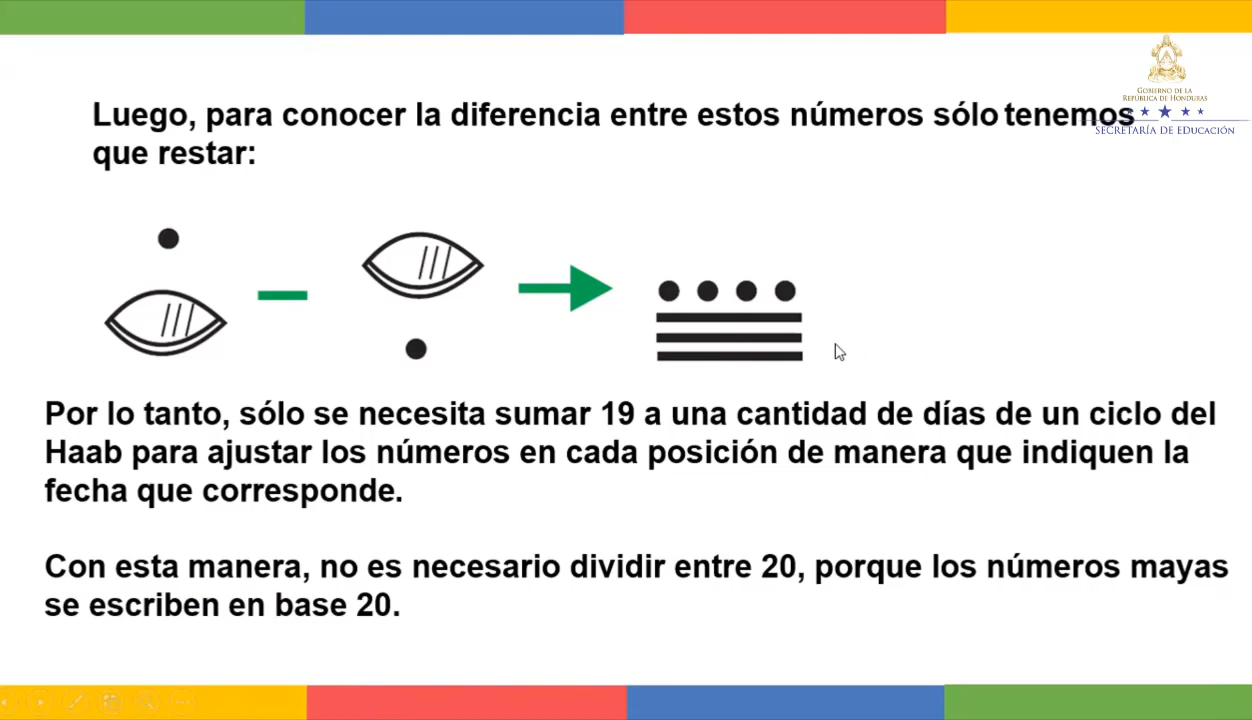 GOBIERNO DE LA
REPÚBLICA DE HONDURAS
SECRETARÍA DE EDUCACIÓN
Luego, para conocer la diferencia entre estos números sólo tenemos
que restar:
Por lo tanto, sólo se necesita sumar 19 a una cantidad de días de un ciclo del
Haab para ajustar los números en cada posición de manera que indiquen la
fecha que corresponde.
Con esta manera, no es necesario dividir entre 20, porque los números mayas
se escriben en base 20.